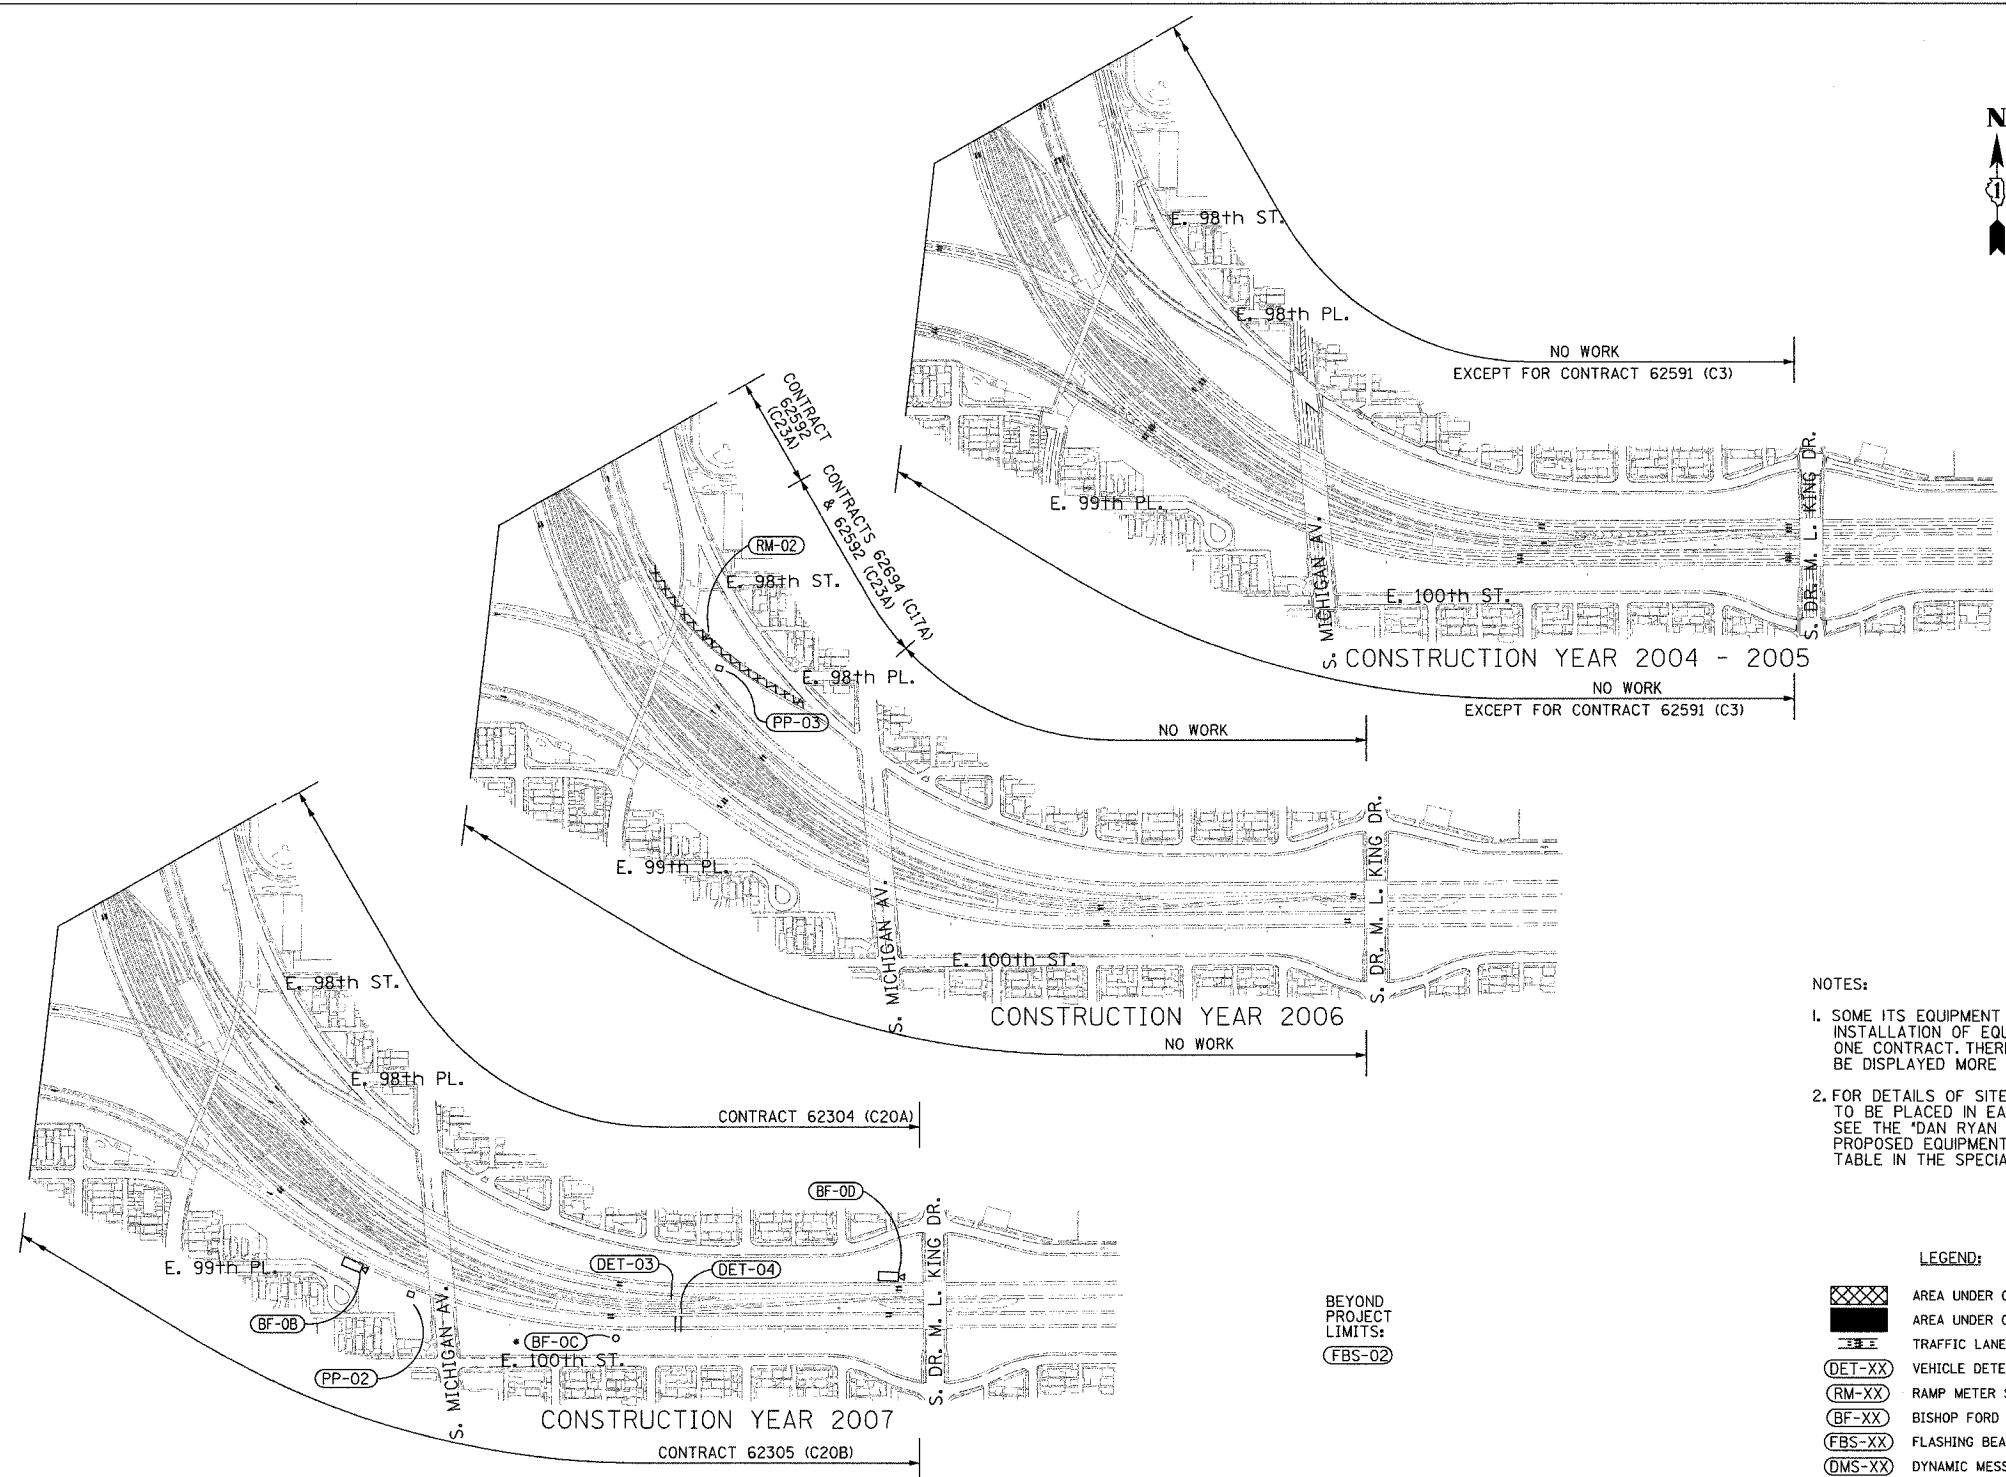 N
E. 98th ST.
E. 98th PL.
NO WORK
EXCEPT FOR CONTRACT 62591 (C3)
E. 99th PL.
S. MICHIGAN AV.
E. 100th ST.
S. DR. M. L. KING DR.
CONSTRUCTION YEAR 2004 - 2005
NO WORK
EXCEPT FOR CONTRACT 62591 (C3)
CONTRACT
62592
(C23A)
CONTRACTS 62694 (C17A)
& 62592 (C23A)
RM-02
E. 98th ST.
E. 98th PL.
PP-03
NO WORK
E. 99th PL.
S. MICHIGAN AV.
E. 100th ST.
S. DR. M. L. KING DR.
CONSTRUCTION YEAR 2006
NO WORK
E. 98th ST.
E. 98th PL.
CONTRACT 62304 (C20A)
BF-0D
DET-03
DET-04
E. 99th PL.
BF-0B
BF-0C
PP-02
S. MICHIGAN AV.
E. 100th ST.
S. DR. M. L. KING DR.
CONSTRUCTION YEAR 2007
CONTRACT 62305 (C20B)
BEYOND
PROJECT
LIMITS:
FBS-02
NOTES:
1. SOME ITS EQUIPMENT
INSTALLATION OF EQU
ONE CONTRACT. THER
BE DISPLAYED MORE
2. FOR DETAILS OF SITE
TO BE PLACED IN EA
SEE THE "DAN RYAN
PROPOSED EQUIPMENT
TABLE IN THE SPECIA
LEGEND:
AREA UNDER C
AREA UNDER C
TRAFFIC LANE
DET-XX VEHICLE DETE
RM-XX RAMP METER S
BF-XX BISHOP FORD
FBS-XX FLASHING BEA
DMS-XX DYNAMIC MESS